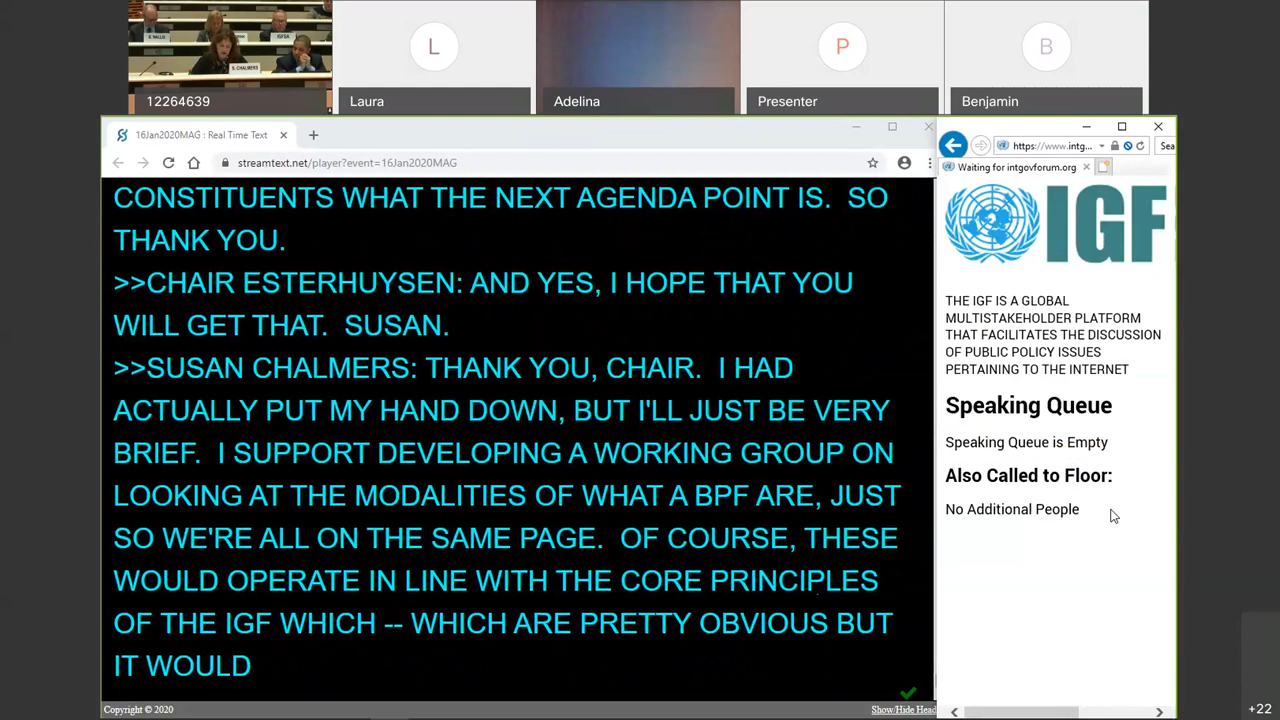 E. WALLIS
IGFSA
S. CHALMERS
L
P
B
12264639
Laura
Adelina
Presenter
Benjamin
16Jan2020MAG : Real Time Text
streamtext.net/player?event=16Jan2020MAG
CONSTITUENTS WHAT THE NEXT AGENDA POINT IS. SO
THANK YOU.
>>CHAIR ESTERHUYSEN: AND YES, I HOPE THAT YOU
WILL GET THAT. SUSAN.
>>SUSAN CHALMERS: THANK YOU, CHAIR. I HAD
ACTUALLY PUT MY HAND DOWN, BUT I'LL JUST BE VERY
BRIEF. I SUPPORT DEVELOPING A WORKING GROUP ON
LOOKING AT THE MODALITIES OF WHAT A BPF ARE, JUST
SO WE'RE ALL ON THE SAME PAGE. OF COURSE, THESE
WOULD OPERATE IN LINE WITH THE CORE PRINCIPLES
OF THE IGF WHICH -- WHICH ARE PRETTY OBVIOUS BUT
IT WOULD
Copyright © 2020
Show/Hide Head
https://www.intg...
Sea
Waiting for intgovforum.org
IGF
THE IGF IS A GLOBAL
MULTISTAKEHOLDER PLATFORM
THAT FACILITATES THE DISCUSSION
OF PUBLIC POLICY ISSUES
PERTAINING TO THE INTERNET
Speaking Queue
Speaking Queue is Empty
Also Called to Floor:
No Additional People
+22